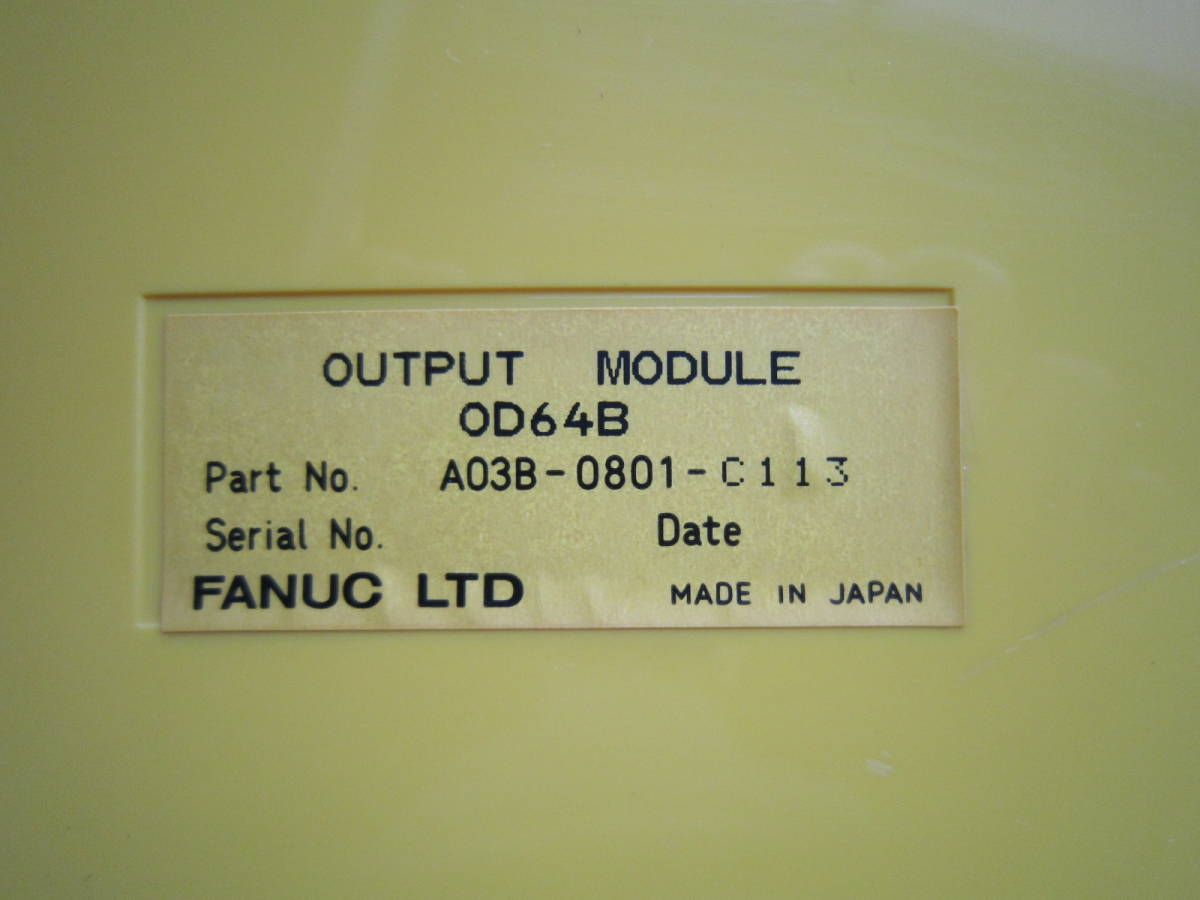 OUTPUT MODULE
OD64B
Part No. A03B-0801-C113
Serial No. Date
FANUC LTD MADE IN JAPAN